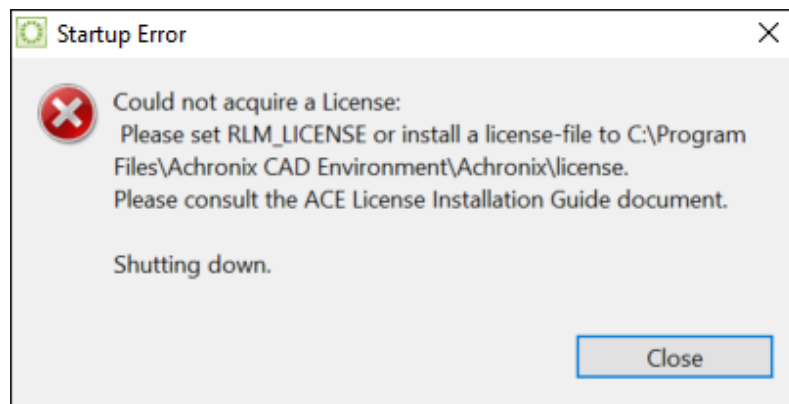 Startup Error
Could not acquire a License:
Please set RLM_LICENSE or install a license-file to C:\Program
Files\Achronix CAD Environment\Achronix\license.
Please consult the ACE License Installation Guide document.
Shutting down.
Close